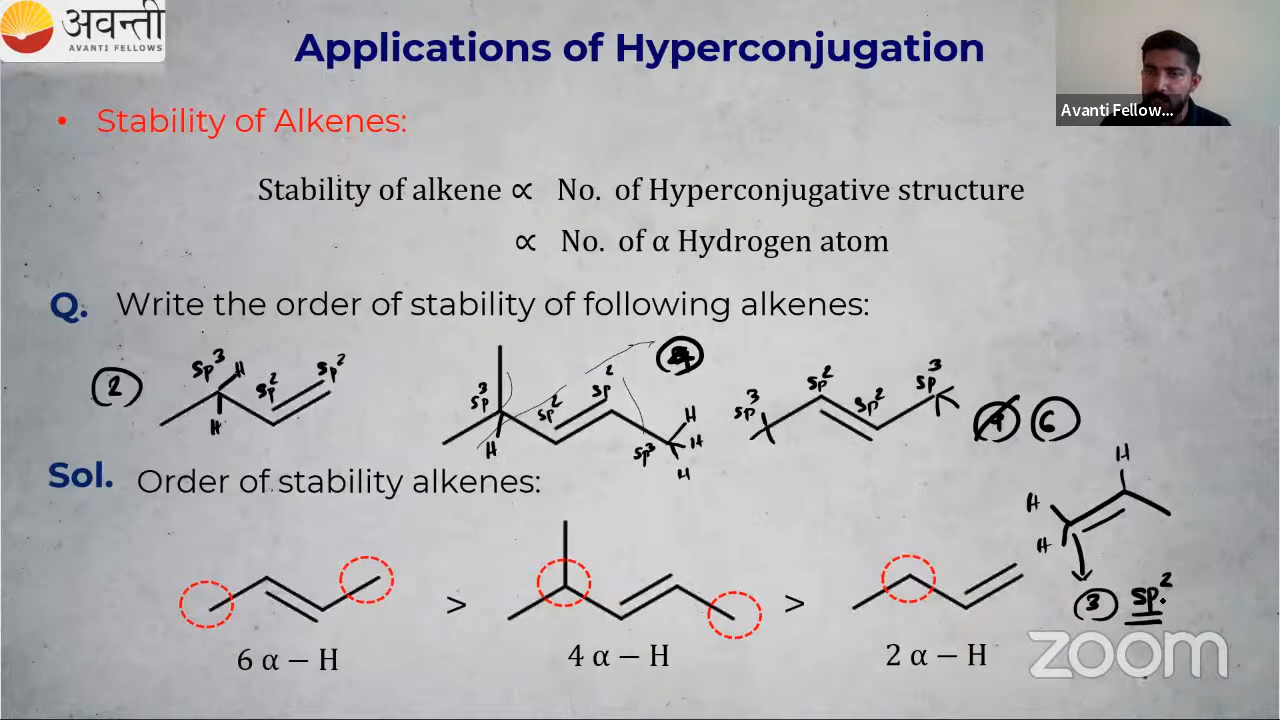 अवन्ती
AVANTI FELLOWS
Applications of Hyperconjugation
Avanti Fellow...
• Stability of Alkenes:
Stability of alkene ∝ No. of Hyperconjugative structure
∝ No. of α Hydrogen atom
Q. Write the order of stability of following alkenes:
2 sp³ H H sp² sp²
sp³ H sp² sp² sp³ H H H
sp³ sp² sp² sp³ 6
Sol. Order of stability alkenes:
> >
6 α – H 4 α – H 2 α – H
H H H
3 sp²
zoom